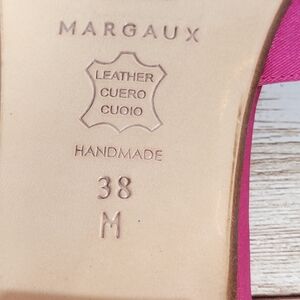 MARGAUX
LEATHER
CUERO
CUOIO
HANDMADE
38
M